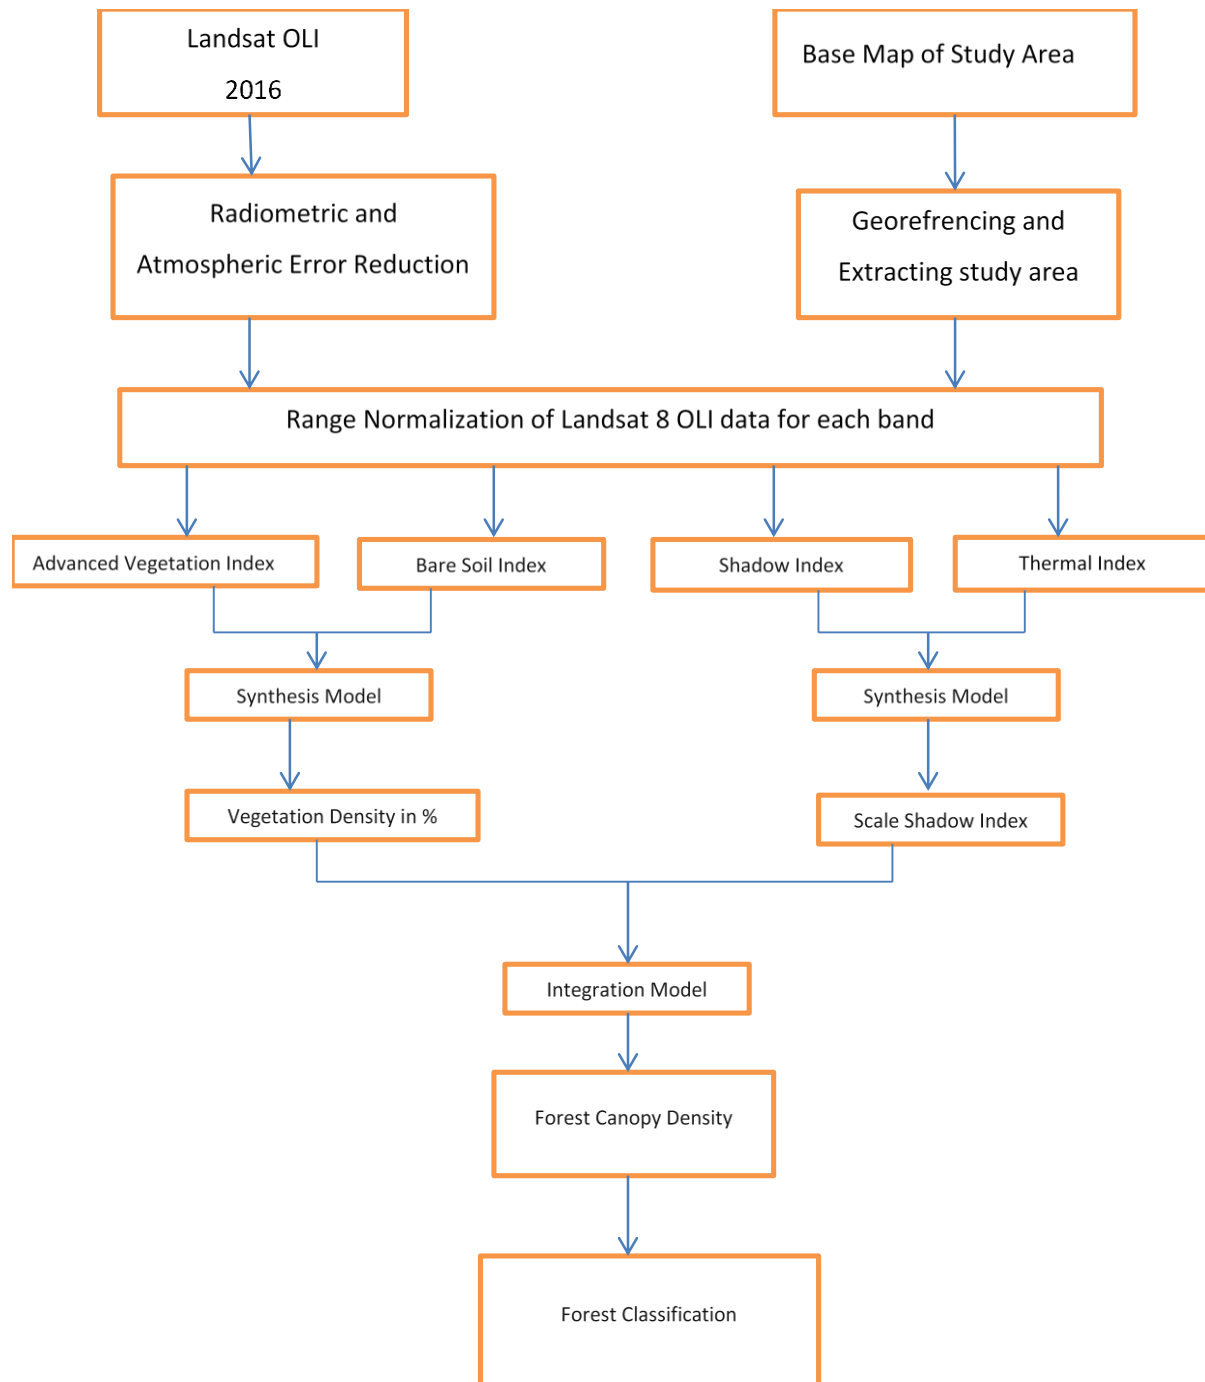 Landsat OLI
2016
Base Map of Study Area
Radiometric and
Atmospheric Error Reduction
Georefrencing and
Extracting study area
Range Normalization of Landsat 8 OLI data for each band
Advanced Vegetation Index
Bare Soil Index
Shadow Index
Thermal Index
Synthesis Model
Synthesis Model
Vegetation Density in %
Scale Shadow Index
Integration Model
Forest Canopy Density
Forest Classification